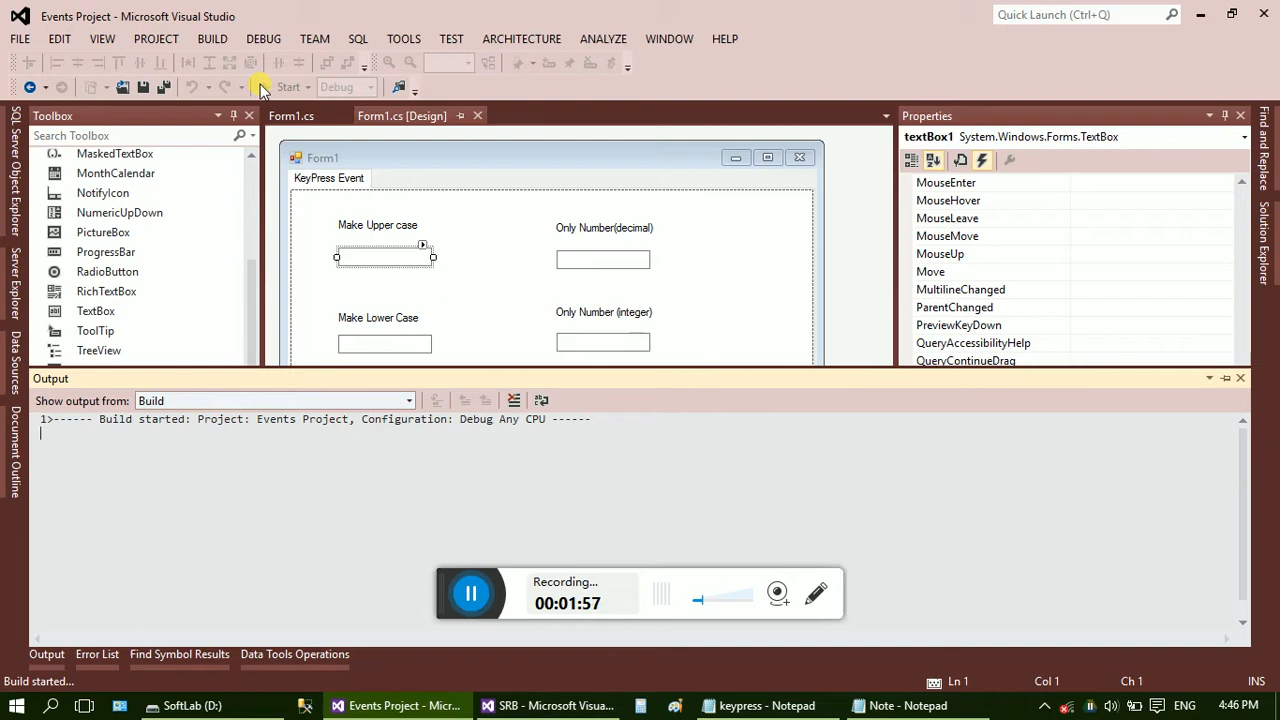 Events Project - Microsoft Visual Studio
Quick Launch (Ctrl+Q)
FILE EDIT VIEW PROJECT BUILD DEBUG TEAM SQL TOOLS TEST ARCHITECTURE ANALYZE WINDOW HELP
Start Debug
Toolbox
Search Toolbox
MaskedTextBox
MonthCalendar
NotifyIcon
NumericUpDown
PictureBox
ProgressBar
RadioButton
RichTextBox
TextBox
ToolTip
TreeView
SQL Server Object Explorer
Server Explorer
Data Sources
Document Outline
Form1.cs Form1.cs [Design]
Form1
KeyPress Event
Make Upper case
Only Number(decimal)
Make Lower Case
Only Number (integer)
Properties
textBox1 System.Windows.Forms.TextBox
MouseEnter
MouseHover
MouseLeave
MouseMove
MouseUp
Move
MultilineChanged
ParentChanged
PreviewKeyDown
QueryAccessibilityHelp
QueryContinueDrag
Find and Replace
Solution Explorer
Output
Show output from: Build
1>------ Build started: Project: Events Project, Configuration: Debug Any CPU ------
Recording...
00:01:57
Output Error List Find Symbol Results Data Tools Operations
Build started... Ln 1 Col 1 Ch 1 INS
SoftLab (D:) Events Project - Micr... SRB - Microsoft Visua... keypress - Notepad Note - Notepad ENG 4:46 PM